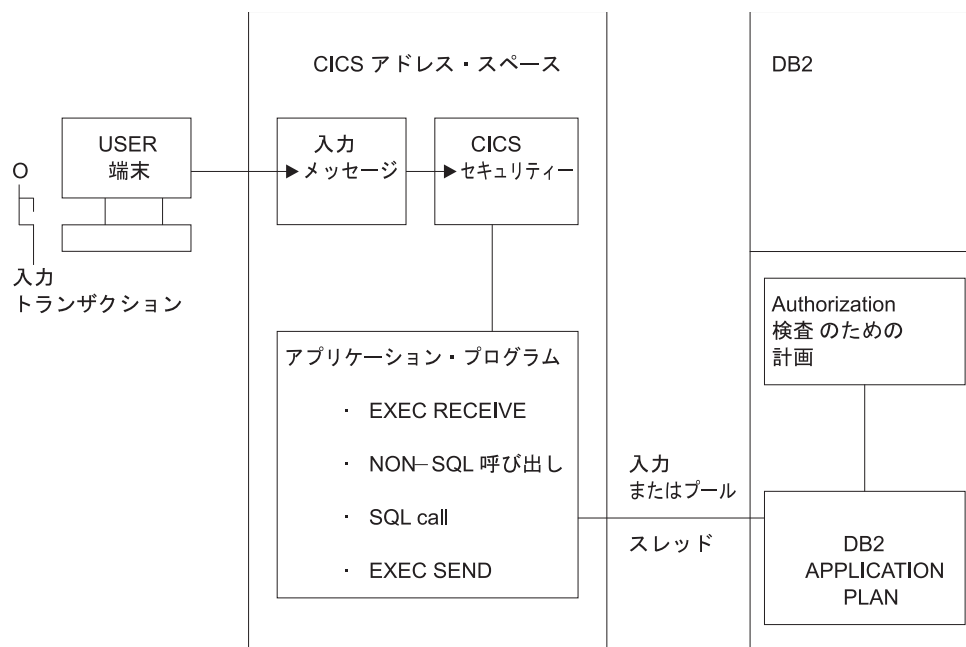 CICS アドレス・スペース
DB2
USER
端末
入力
メッセージ
CICS
セキュリティー
O
入力
トランザクション
アプリケーション・プログラム
・ EXEC RECEIVE
・ NON–SQL 呼び出し
・ SQL call
・ EXEC SEND
入力
またはプール
スレッド
Authorization
検査 のための
計画
DB2
APPLICATION
PLAN